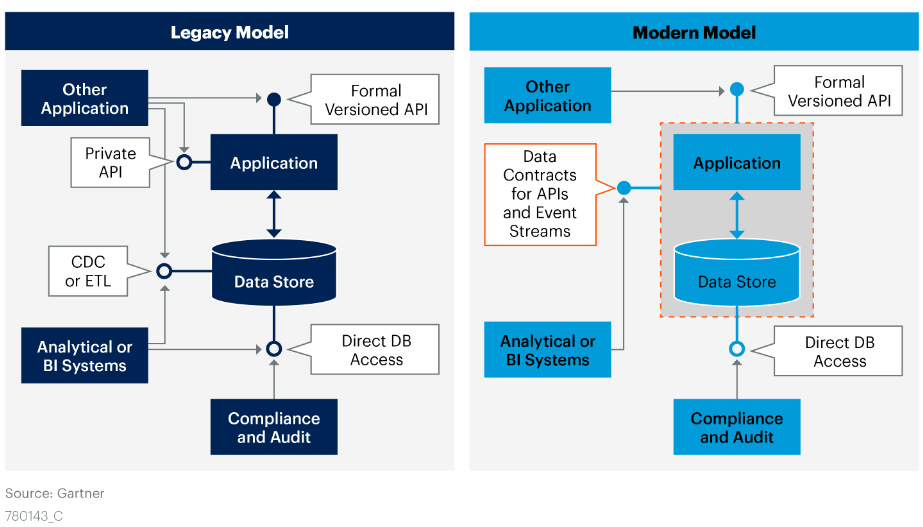 Legacy Model
Other
Application
Formal
Versioned API
Private
API
Application
CDC
or ETL
Data Store
Analytical or
BI Systems
Direct DB
Access
Compliance
and Audit
Modern Model
Other
Application
Formal
Versioned API
Data
Contracts
for APIs
and Event
Streams
Application
Data Store
Analytical or
BI Systems
Direct DB
Access
Compliance
and Audit
Source: Gartner
780143_C